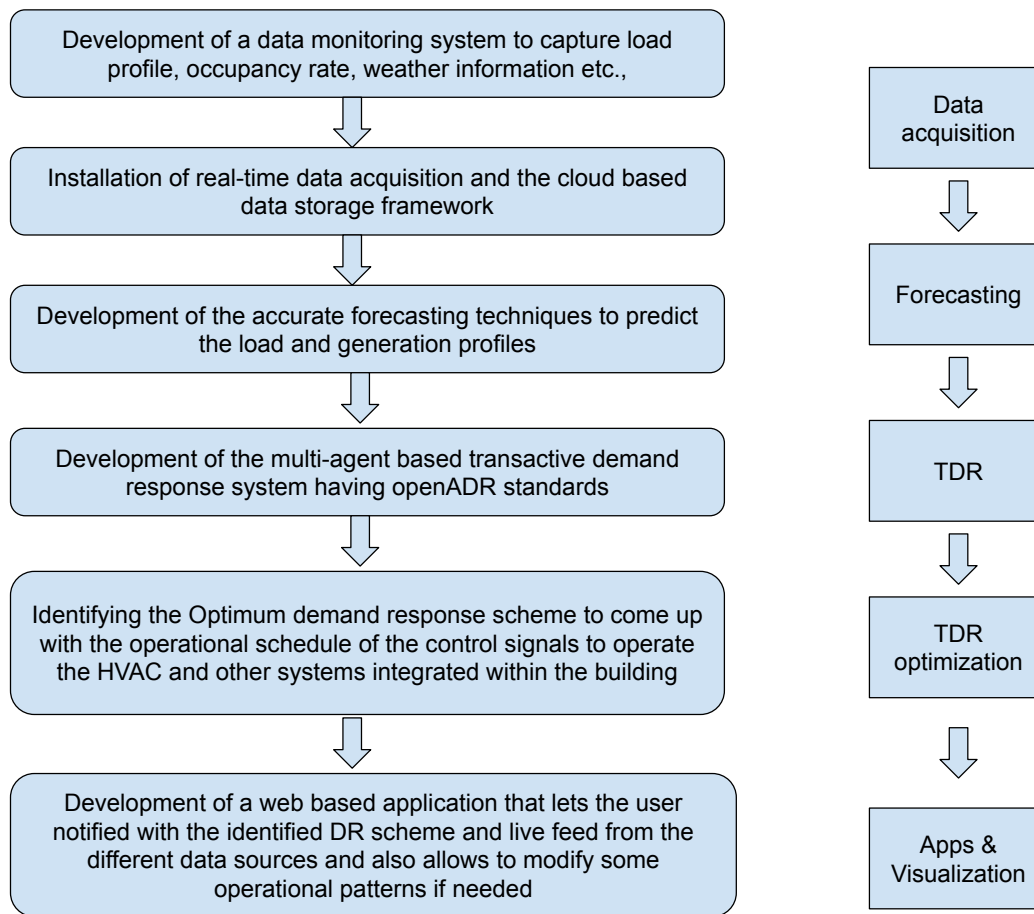 Development of a data monitoring system to capture load
profile, occupancy rate, weather information etc.,
Installation of real-time data acquisition and the cloud based
data storage framework
Development of the accurate forecasting techniques to predict
the load and generation profiles
Development of the multi-agent based transactive demand
response system having openADR standards
Identifying the Optimum demand response scheme to come up
with the operational schedule of the control signals to operate
the HVAC and other systems integrated within the building
Development of a web based application that lets the user
notified with the identified DR scheme and live feed from the
different data sources and also allows to modify some
operational patterns if needed
Data
acquisition
Forecasting
TDR
TDR
optimization
Apps &
Visualization